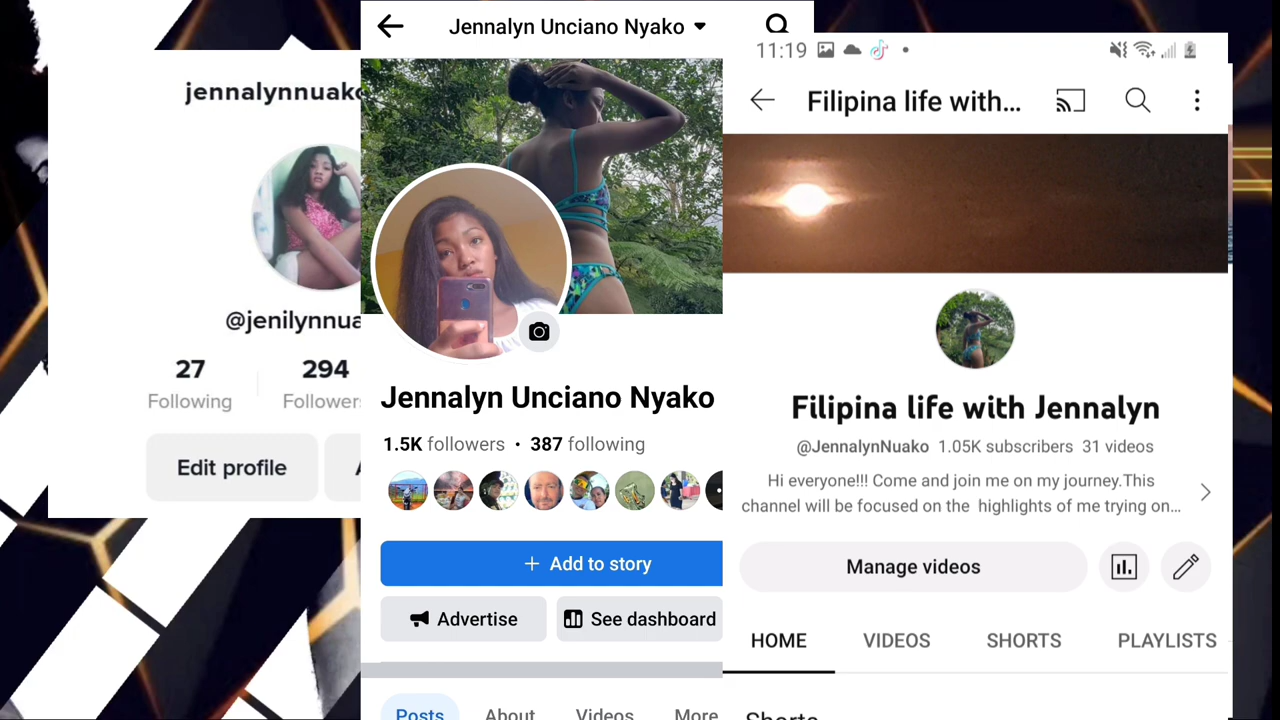 jennalynnuako
@jenilynnua
27
294
Following
Followers
Edit profile
Jennalyn Unciano Nyako
Jennalyn Unciano Nyako
1.5K followers • 387 following
+ Add to story
Advertise
See dashboard
Posts
About
Videos
More
11:19
Filipina life with...
Filipina life with Jennalyn
@JennalynNuako 1.05K subscribers 31 videos
Hi everyone!!! Come and join me on my journey.This
channel will be focused on the highlights of me trying on...
Manage videos
HOME
VIDEOS
SHORTS
PLAYLISTS
Shorts